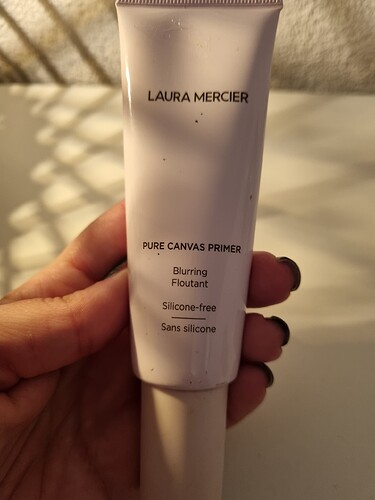 LAURA MERCIER
PURE CANVAS PRIMER
Blurring
Floutant
Silicone-free
Sans silicone